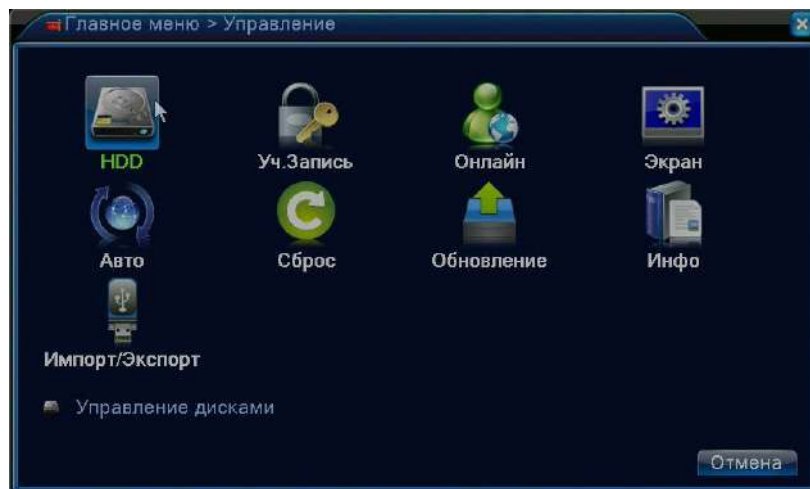 Главное меню > Управление
HDD Уч.Запись Онлайн Экран
Авто Сброс Обновление Инфо
Импорт/Экспорт
Управление дисками
Отмена